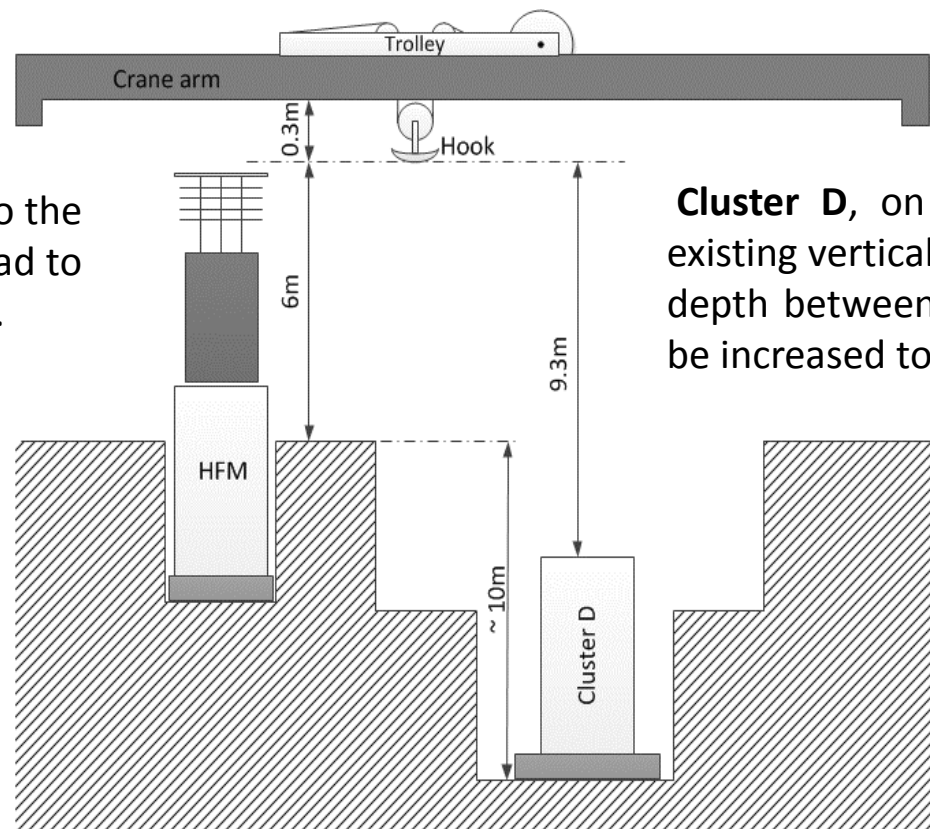 Trolley
Crane arm
0.3m
Hook
o the
ad to
.
6m
9.3m
Cluster D, on
existing vertical
depth between
be increased to
HFM
~ 10m
Cluster D